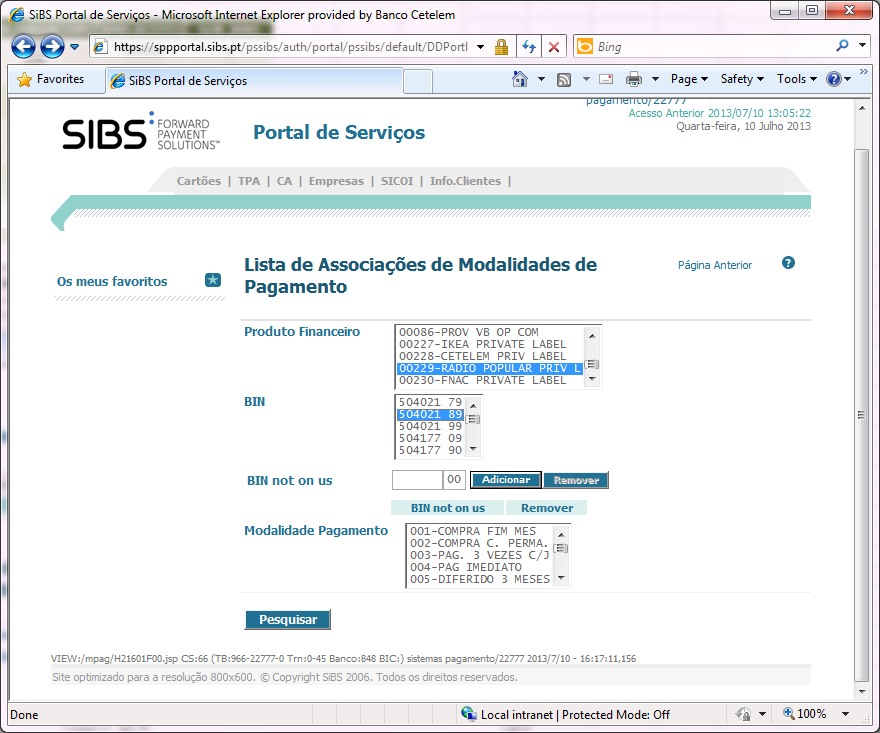 SiBS Portal de Serviços - Microsoft Internet Explorer provided by Banco Cetelem
https://sppportal.sibs.pt/pssibs/auth/portal/pssibs/default/DDPortl
Bing
Favorites
SiBS Portal de Serviços
Page
Safety
Tools
pagamento/22777
Acesso Anterior 2013/07/10 13:05:22
Quarta-feira, 10 Julho 2013
SIBS FORWARD PAYMENT SOLUTIONS™
Portal de Serviços
Cartões | TPA | CA | Empresas | SICOI | Info.Clientes |
Os meus favoritos
Lista de Associações de Modalidades de
Pagamento
Página Anterior
?
Produto Financeiro
00086-PROV VB OP COM
00227-IKEA PRIVATE LABEL
00228-CETELEM PRIV LABEL
00229-RADIO POPULAR PRIV L
00230-FNAC PRIVATE LABEL
BIN
504021 79
504021 89
504021 99
504177 09
504177 90
BIN not on us
00
Adicionar
Remover
BIN not on us
Remover
Modalidade Pagamento
001-COMPRA FIM MES
002-COMPRA C. PERMA.
003-PAG. 3 VEZES C/J
004-PAG IMEDIATO
005-DIFERIDO 3 MESES
Pesquisar
VIEW:/mpag/H21601F00.jsp CS:66 (TB:966-22777-0 Trn:0-45 Banco:848 BIC:) sistemas pagamento/22777 2013/7/10 - 16:17:11,156
Site optimizado para a resolução 800x600. © Copyright SiBS 2006. Todos os direitos reservados.
Done
Local intranet | Protected Mode: Off
100%